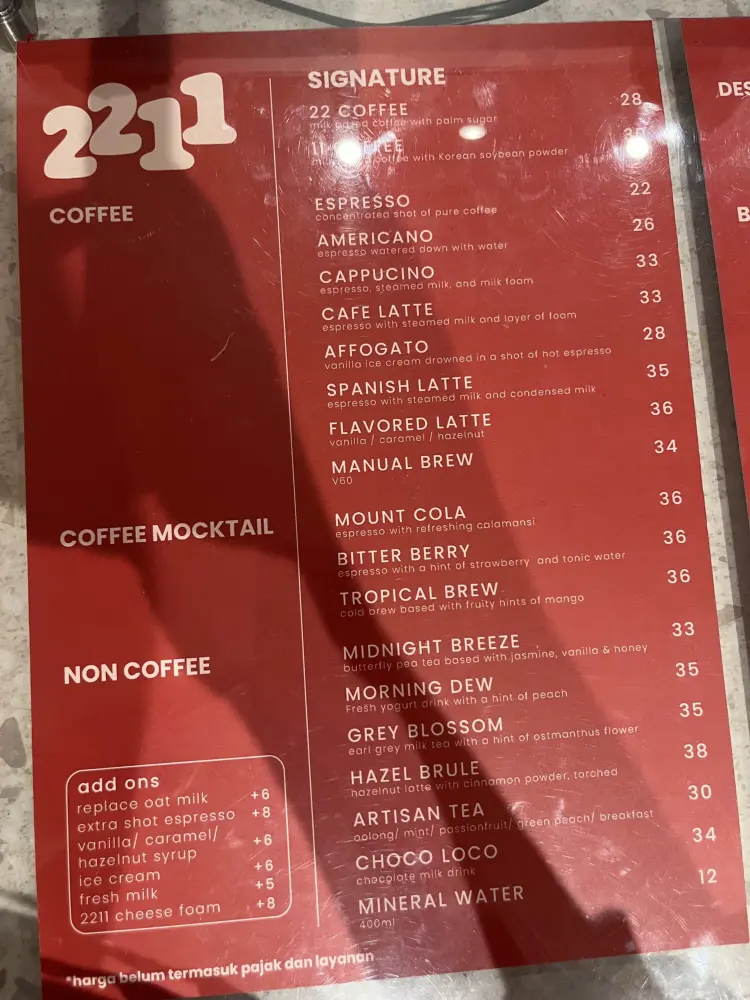 2211
SIGNATURE
22 COFFEE 28
milk based coffee with palm sugar
11
coffee with Korean soybean powder
COFFEE
ESPRESSO 22
concentrated shot of pure coffee
AMERICANO 26
espresso watered down with water
CAPPUCINO 33
espresso, steamed milk, and milk foam
CAFE LATTE 33
espresso with steamed milk and layer of foam
AFFOGATO 28
vanilla ice cream drowned in a shot of hot espresso
SPANISH LATTE 35
espresso with steamed milk and condensed milk
FLAVORED LATTE 36
vanilla / caramel / hazelnut
MANUAL BREW 34
V60
COFFEE MOCKTAIL
MOUNT COLA 36
espresso with refreshing calamansi
BITTER BERRY 36
espresso with a hint of strawberry and tonic water
TROPICAL BREW 36
cold brew based with fruity hints of mango
NON COFFEE
MIDNIGHT BREEZE 33
butterfly pea tea based with jasmine, vanilla & honey
MORNING DEW 35
Fresh yogurt drink with a hint of peach
GREY BLOSSOM 35
earl grey milk tea with a hint of ostmanthus flower
HAZEL BRULE 38
hazelnut latte with cinnamon powder, torched
ARTISAN TEA 30
oolong/ mint/ passionfruit/ green peach/ breakfast
CHOCO LOCO 34
chocolate milk drink
MINERAL WATER 12
400ml
add ons
replace oat milk +6
extra shot espresso +8
vanilla/ caramel/
hazelnut syrup +6
ice cream +6
fresh milk +5
2211 cheese foam +8
*harga belum termasuk pajak dan layanan
DES
B